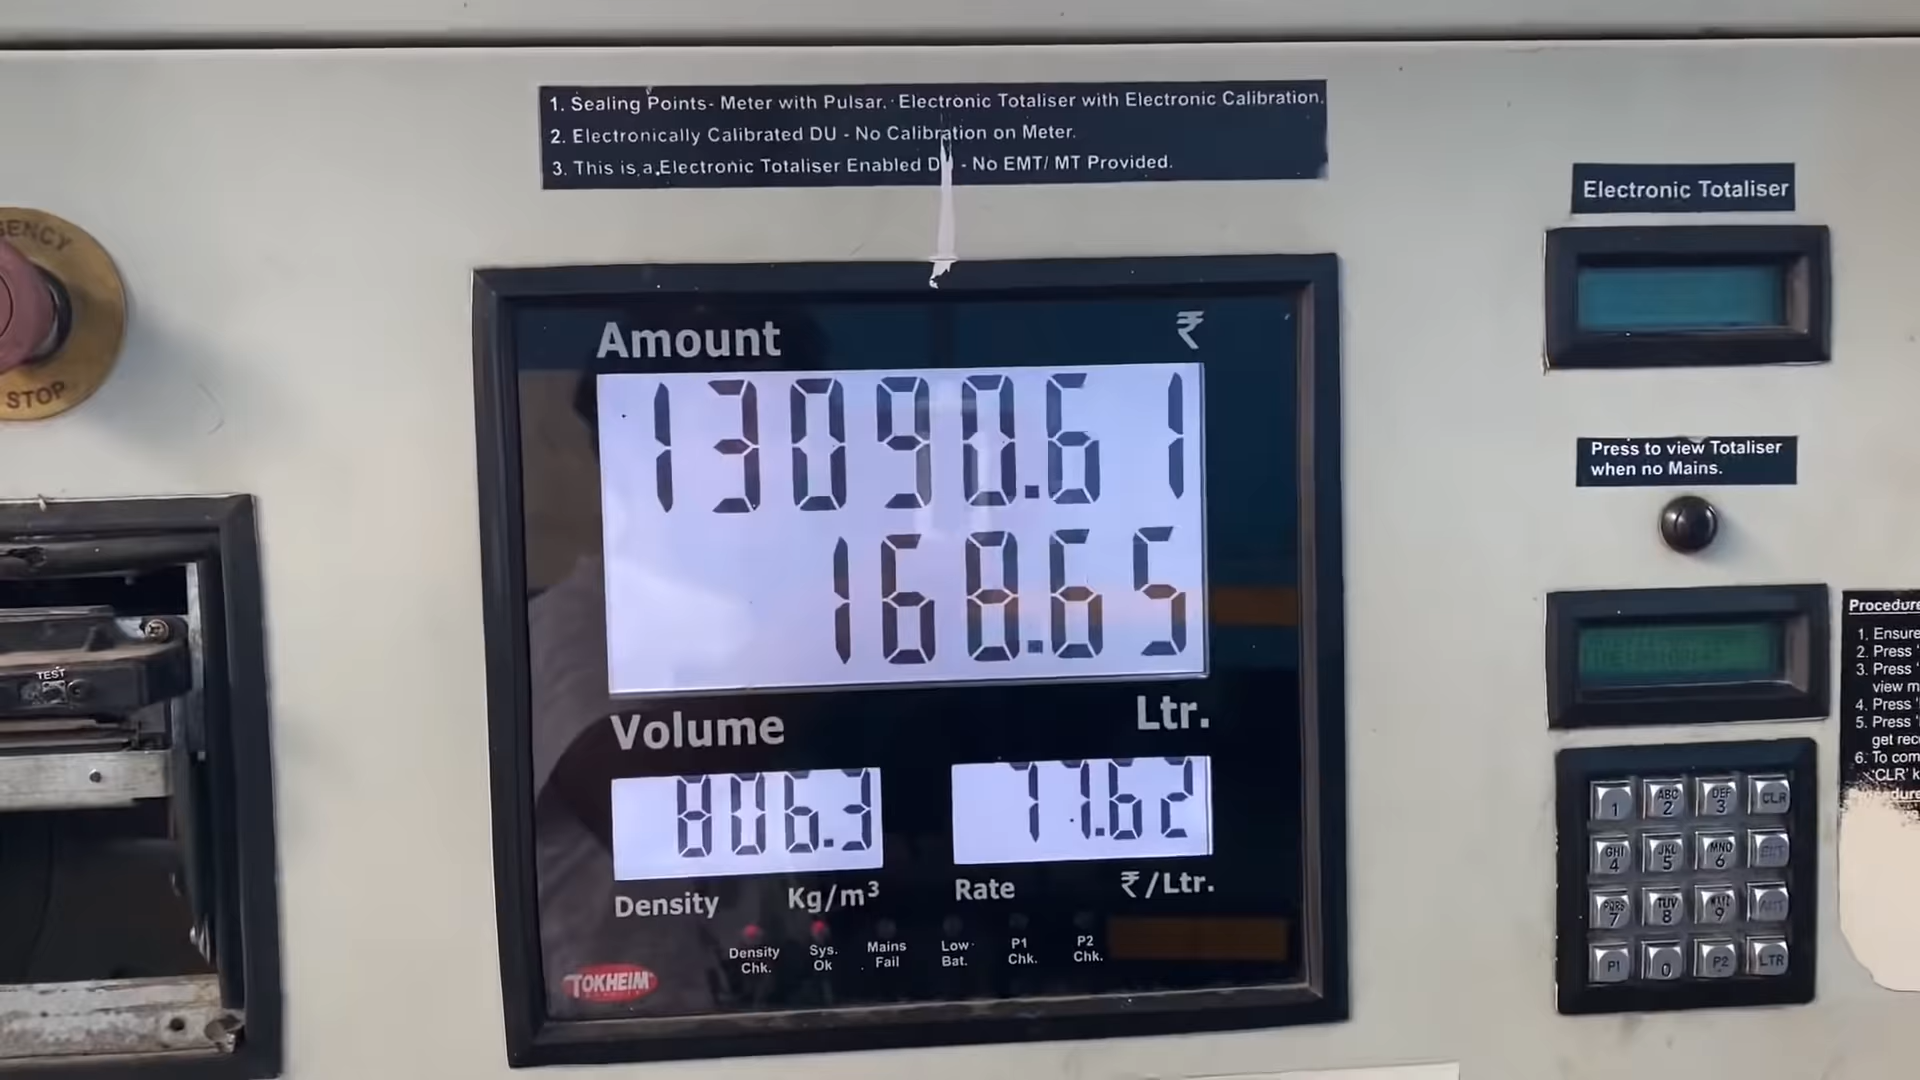 1. Sealing Points- Meter with Pulsar. Electronic Totaliser with Electronic Calibration.
2. Electronically Calibrated DU - No Calibration on Meter.
3. This is a Electronic Totaliser Enabled DU - No EMT/ MT Provided.
Electronic Totaliser
STOP
Amount ₹
13090.61
168.65
Volume Ltr.
806.3 77.62
Density Kg/m³ Rate ₹/Ltr.
Density Chk.
Sys. Ok
Mains Fail
Low Bat.
P1 Chk.
P2 Chk.
TOKHEIM
TEST
Press to view Totaliser
when no Mains.
1 ABC 2 DEF 3 CLR
GHI 4 JKL 5 MNO 6
PQRS 7 TUV 8 9
P1 0 P2 LTR
1. Ensure
2. Press
3. Press
view
4. Press
5. Press
get
6. To
'CLR'